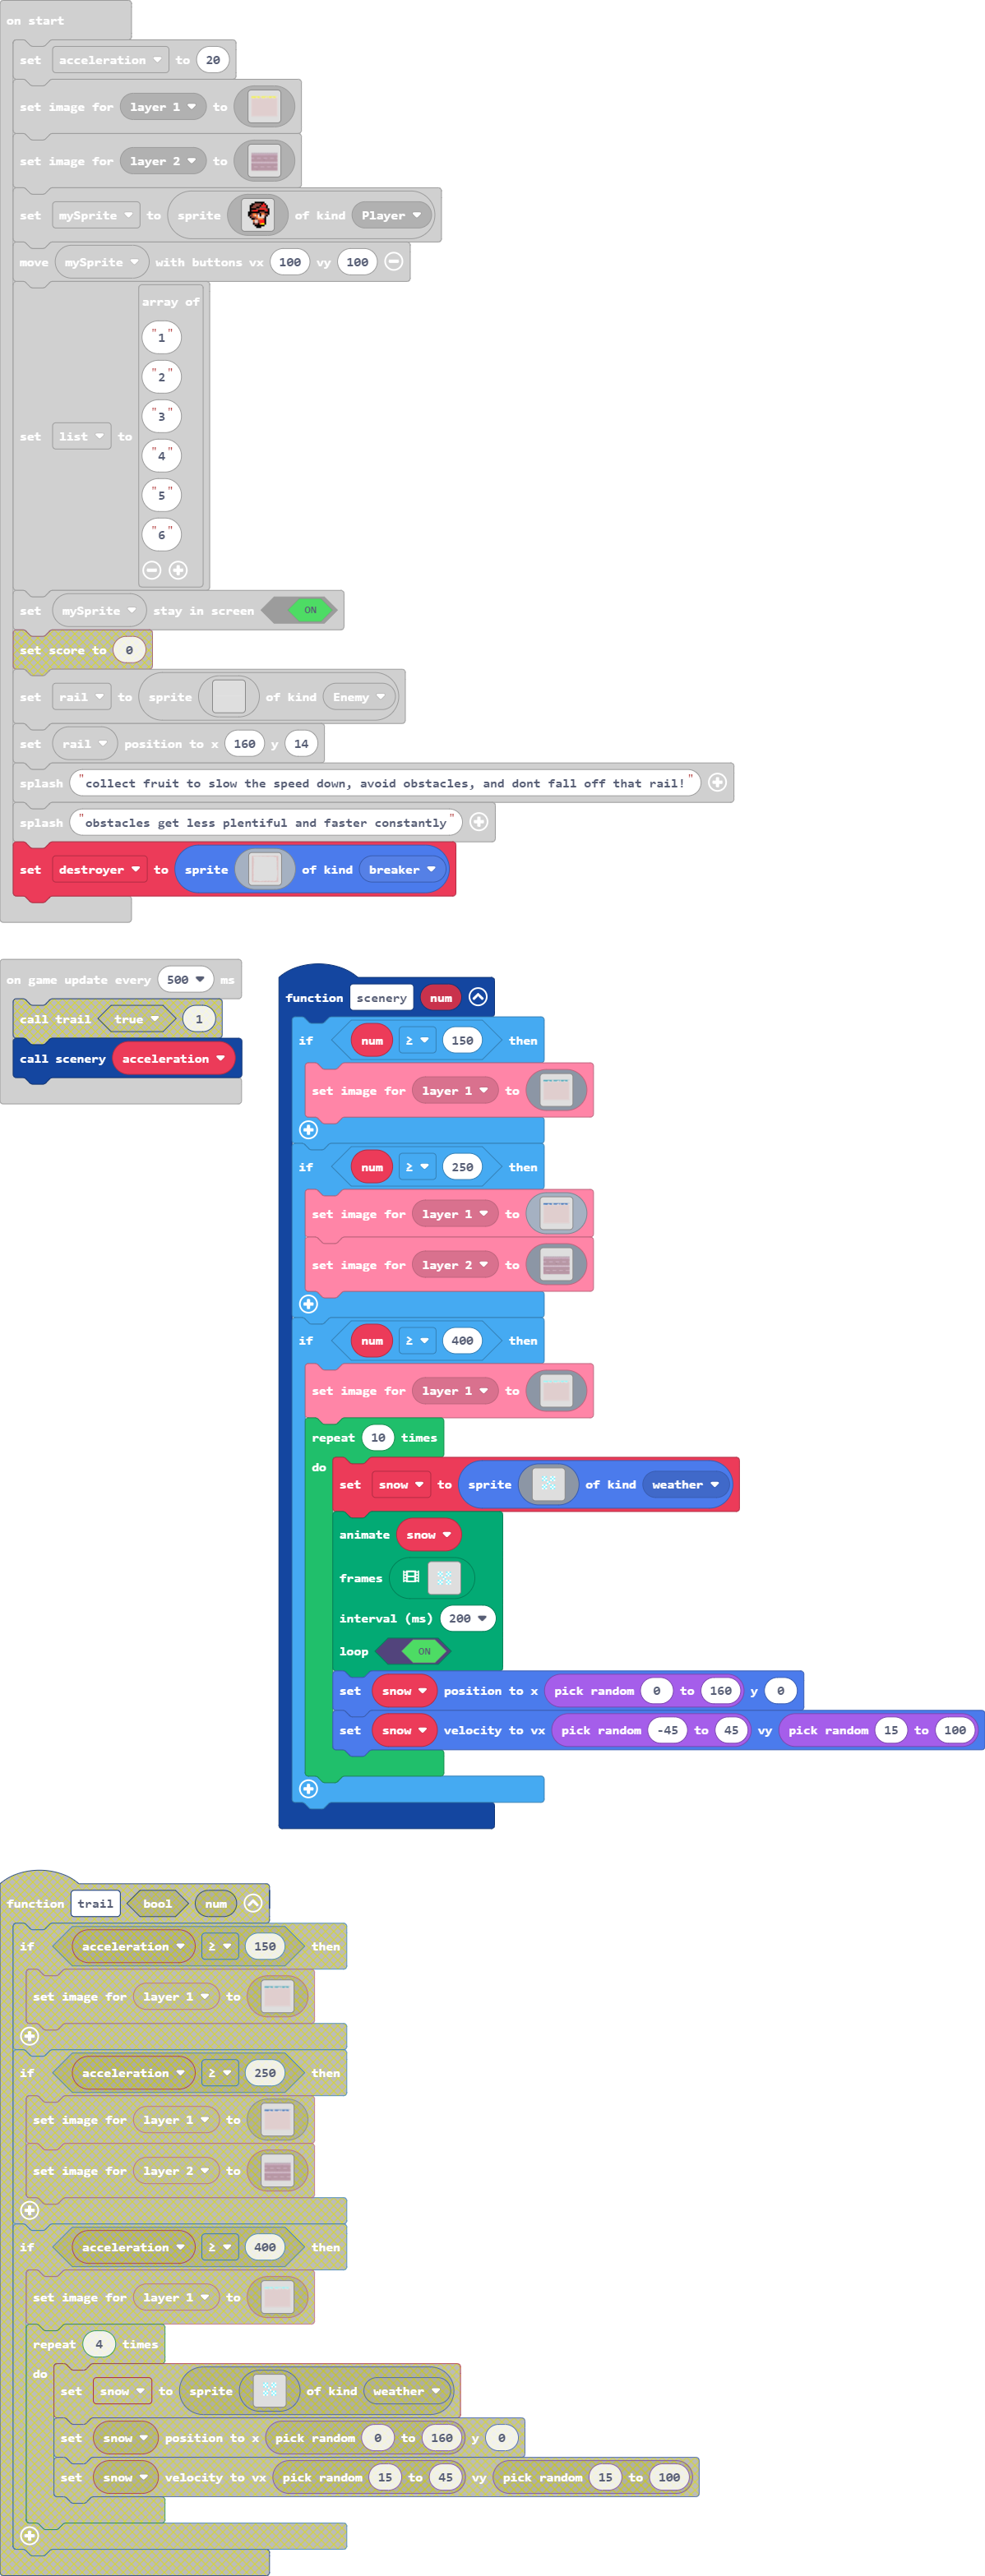 on start
set acceleration to 20
set image for layer 1 to
set image for layer 2 to
set mySprite to sprite of kind Player
move mySprite with buttons vx 100 vy 100
array of
"1"
"2"
"3"
set list to
"4"
"5"
"6"
set mySprite stay in screen ON
set score to 0
set rail to sprite of kind Enemy
set rail position to x 160 y 14
splash "collect fruit to slow the speed down, avoid obstacles, and dont fall off that rail!"
splash "obstacles get less plentiful and faster constantly"
set destroyer to sprite of kind breaker
on game update every 500 ms
call trail true 1
call scenery acceleration
function scenery num
if num ≥ 150 then
set image for layer 1 to
if num ≥ 250 then
set image for layer 1 to
set image for layer 2 to
if num ≥ 400 then
set image for layer 1 to
repeat 10 times
do
set snow to sprite of kind weather
animate snow
frames
interval (ms) 200
loop ON
set snow position to x pick random 0 to 160 y 0
set snow velocity to vx pick random -45 to 45 vy pick random 15 to 100
function trail bool num
if acceleration ≥ 150 then
set image for layer 1 to
if acceleration ≥ 250 then
set image for layer 1 to
set image for layer 2 to
if acceleration ≥ 400 then
set image for layer 1 to
repeat 4 times
do
set snow to sprite of kind weather
set snow position to x pick random 0 to 160 y 0
set snow velocity to vx pick random 15 to 45 vy pick random 15 to 100